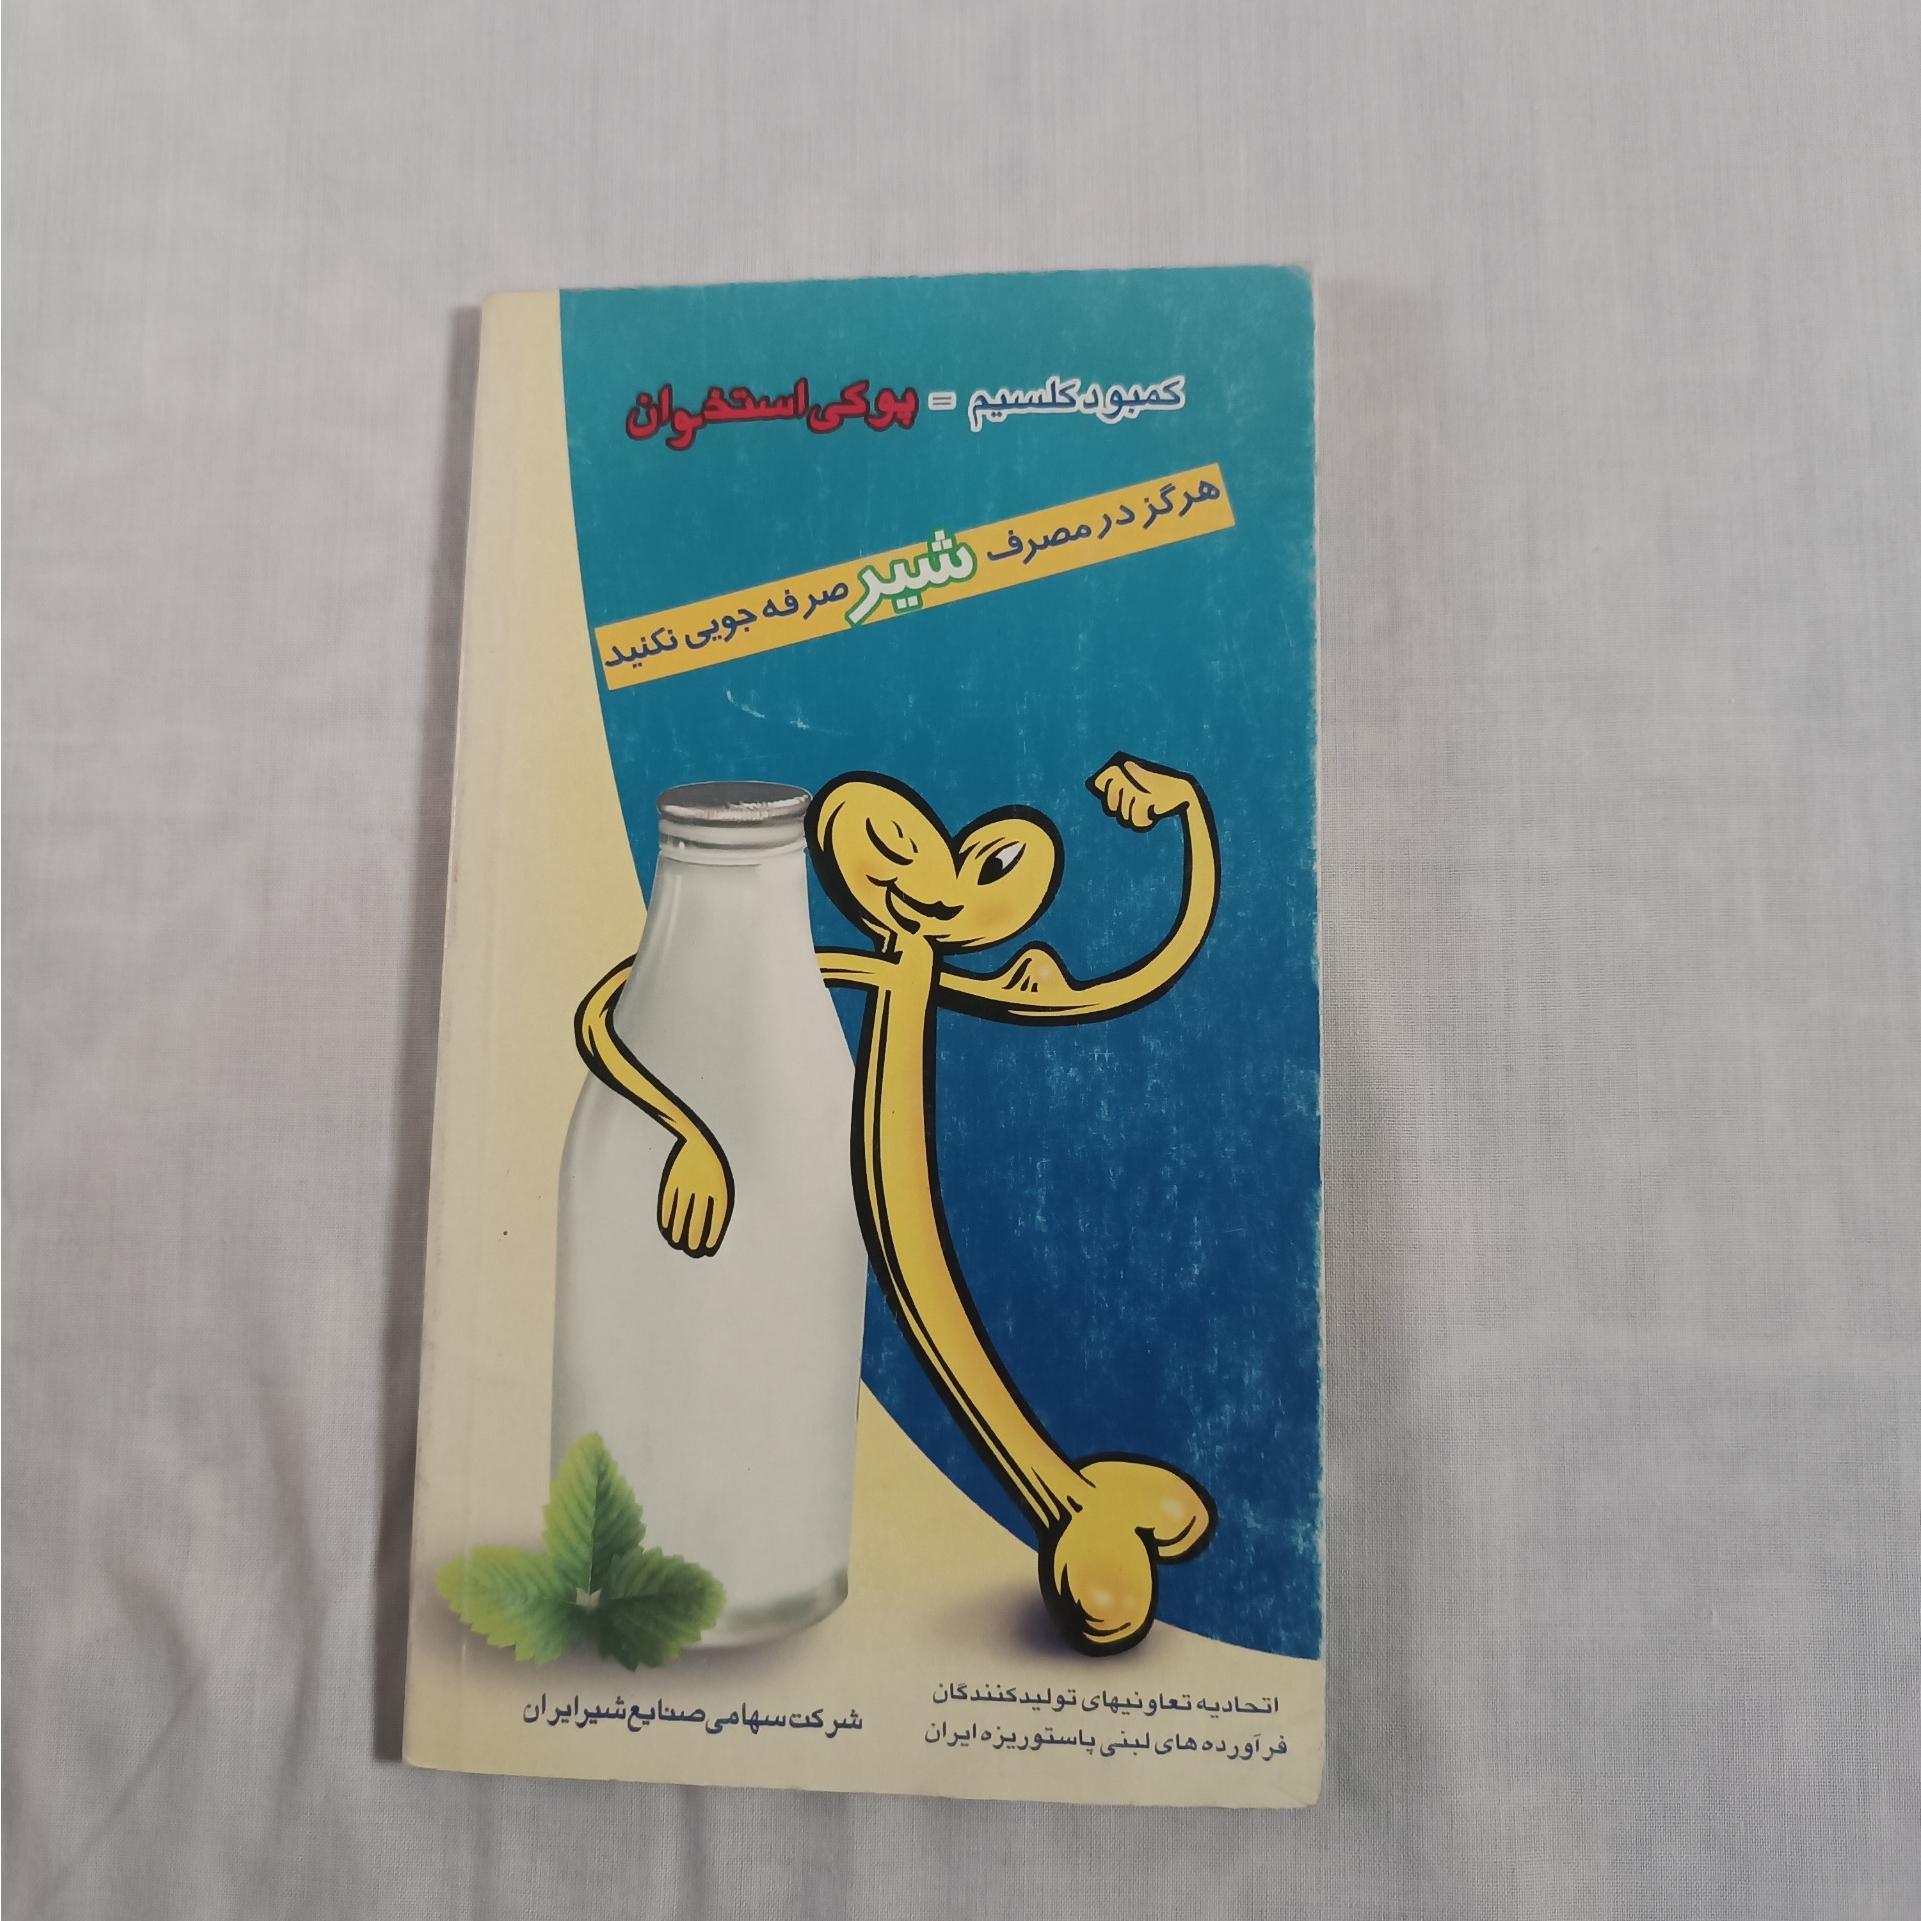 کمبود کلسیم = پوکی استخوان
هرگز در مصرف شیر صرفه جویی نکنید
اتحادیه تعاونیهای تولیدکنندگان
فرآورده های لبنی پاستوریزه ایران
شرکت سهامی صنایع شیر ایران